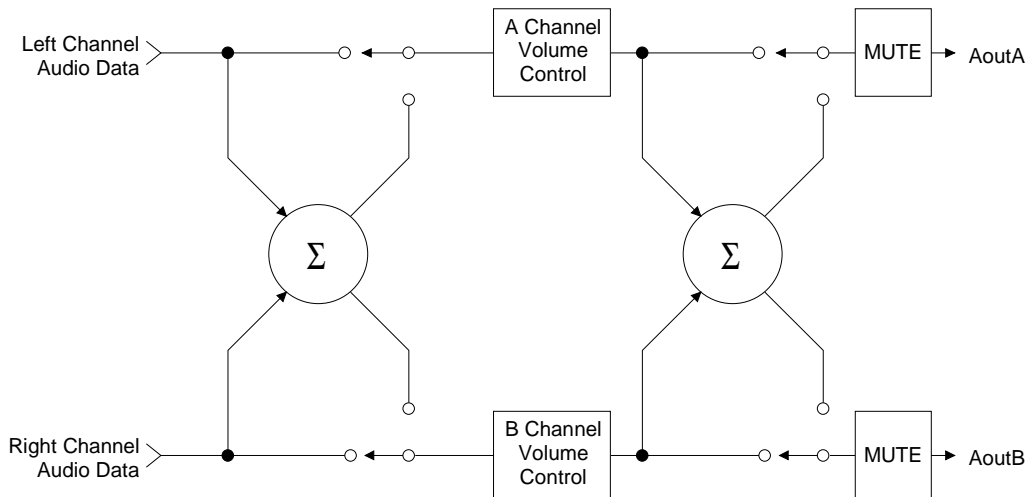 Left Channel
Audio Data
A Channel
Volume
Control
MUTE
AoutA
Σ
Σ
Right Channel
Audio Data
B Channel
Volume
Control
MUTE
AoutB